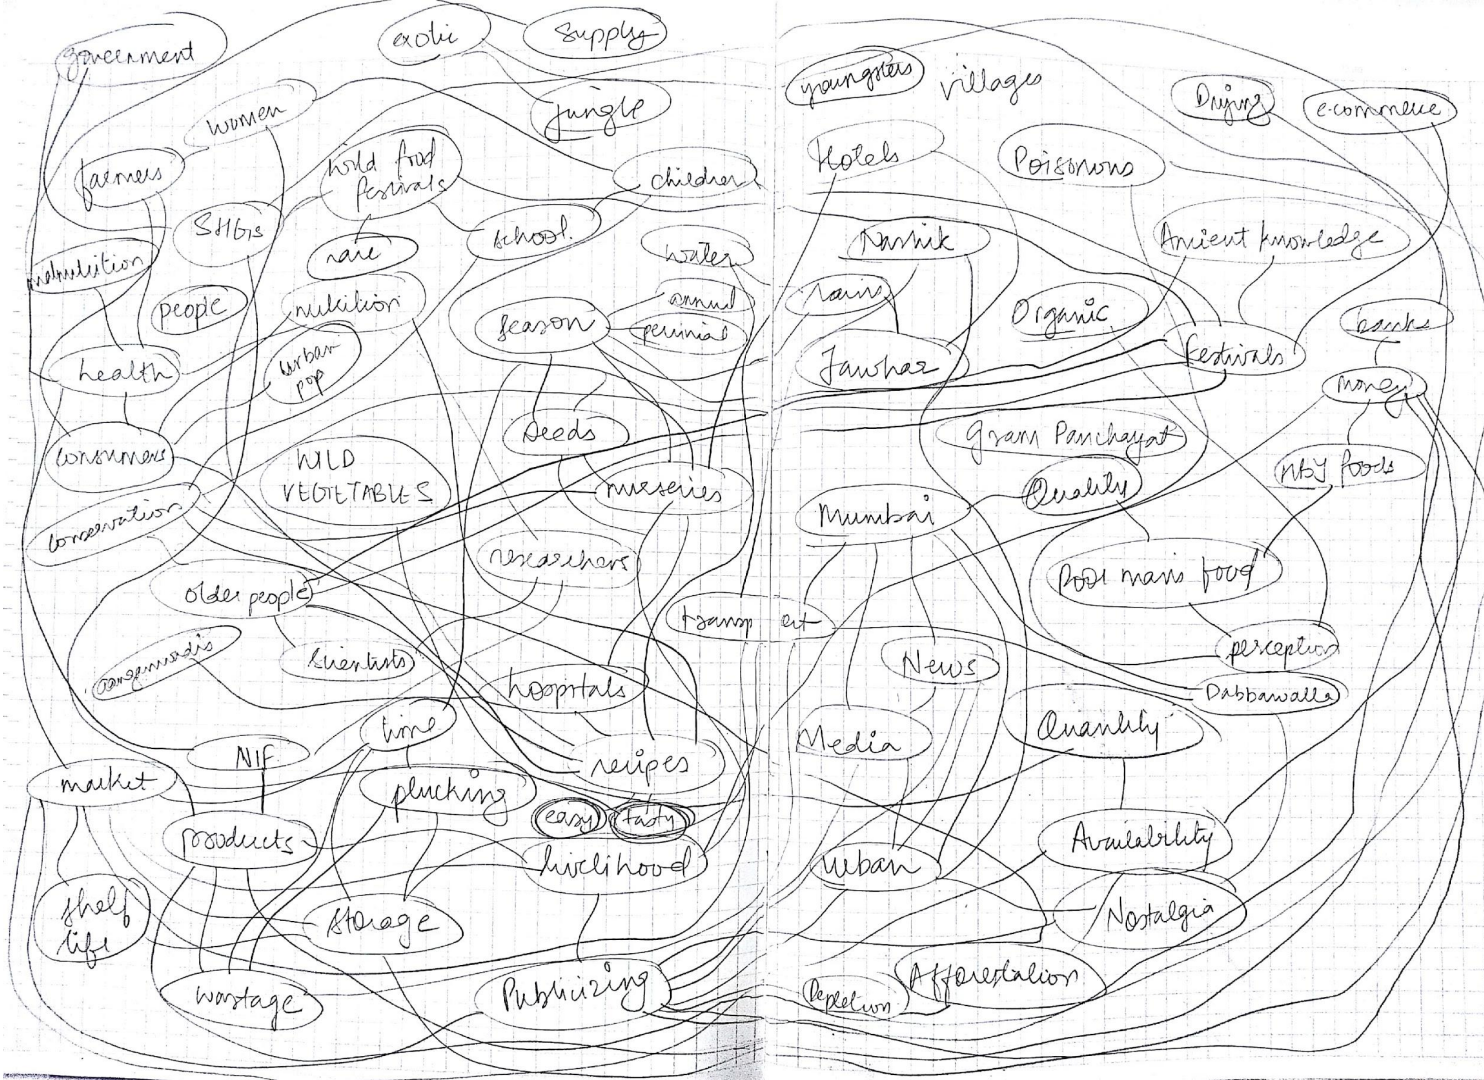 government
exotic
supply
youngsters
villages
Drying
e-commerce
women
jungle
farmers
wild food
festivals
children
Hotels
Poisonous
SHGs
rare
school.
water
Nashik
Ancient knowledge
malnutrition
people
nutrition
season
annual
perinnial
rains
Organic
banks
health
urban
pop
Jawhar
festivals
money
consumers
WILD
VEGETABLES
seeds
nurseries
Gram Panchayat
Quality
NBJ foods
conservation
Mumbai
older people
researchers
Poor man's food
transport
scientists
hospitals
News
perception
Dabbawalla
time
Media
Quantity
NIF
recipes
market
plucking
easy
tasty
products
livelihood
urban
Availability
shelf
life
storage
Nostalgia
wastage
Publicizing
Depletion
Afforestation